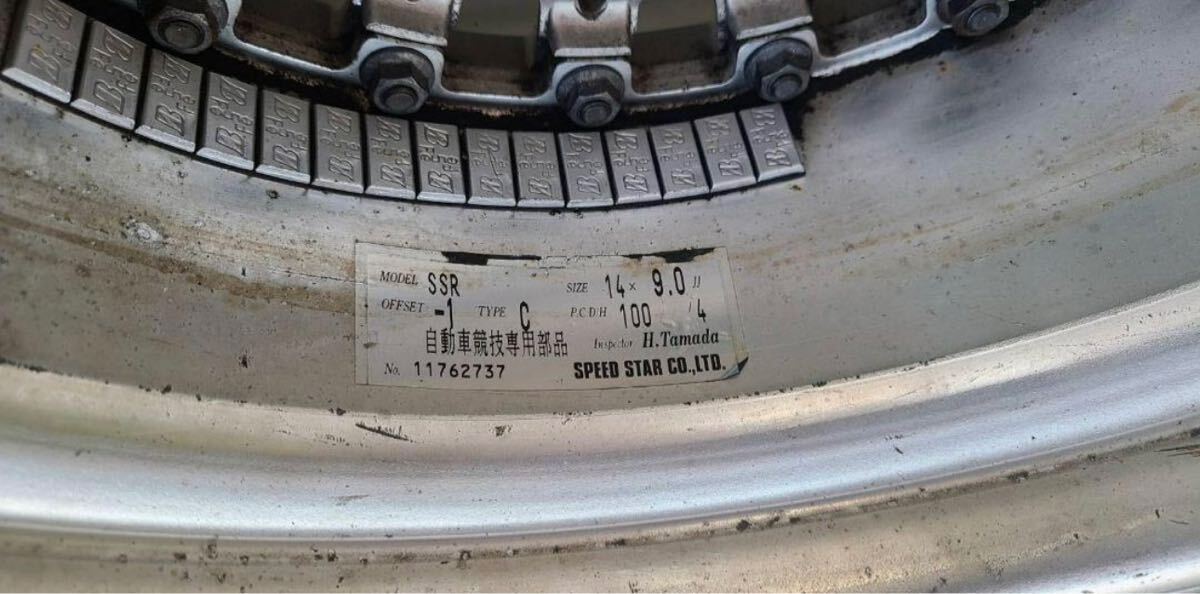 MODEL SSR SIZE 14 × 9.0 JJ
OFFSET -1 TYPE C P.C.D/H 100 / 4
自動車競技専用部品 Inspector H.Tamada
No. 11762737 SPEED STAR CO.,LTD.